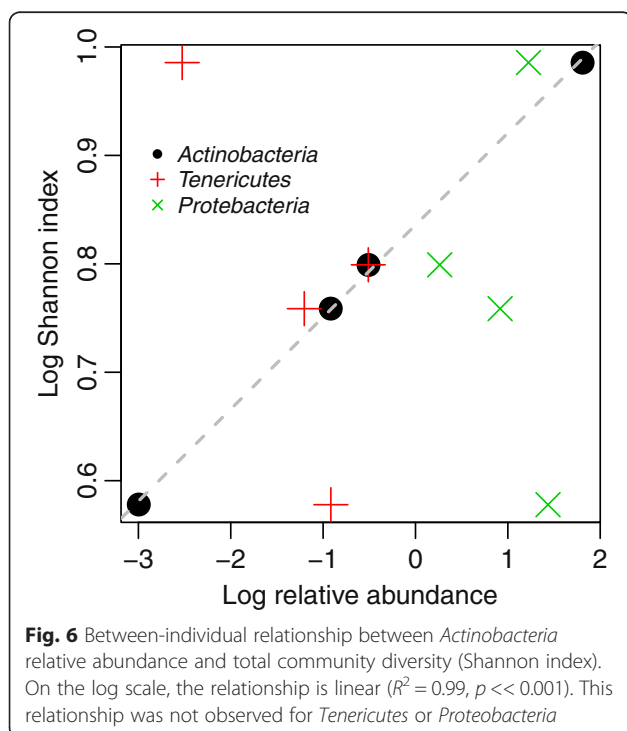 1.0
0.9
0.8
0.7
0.6
Log Shannon index
Actinobacteria
Tenericutes
Protebacteria
−3 −2 −1 0 1 2
Log relative abundance
Fig. 6 Between-individual relationship between Actinobacteria
relative abundance and total community diversity (Shannon index).
On the log scale, the relationship is linear (R² = 0.99, p << 0.001). This
relationship was not observed for Tenericutes or Proteobacteria